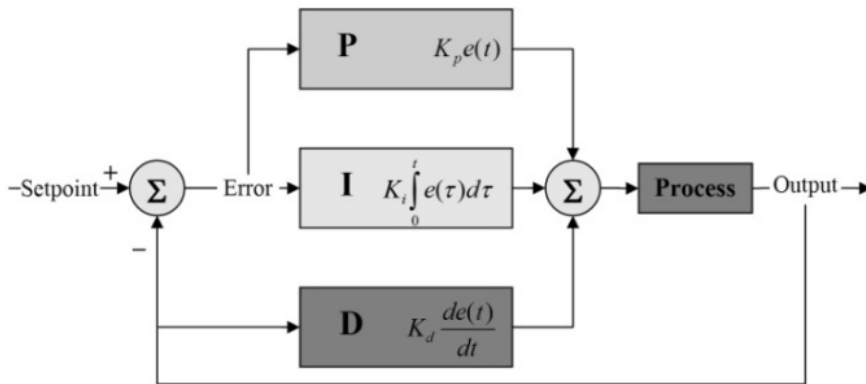 P K_p e(t)
+
–Setpoint Σ Error I K_i ∫_0^t e(τ)dτ Σ Process Output
–
D K_d de(t)/dt